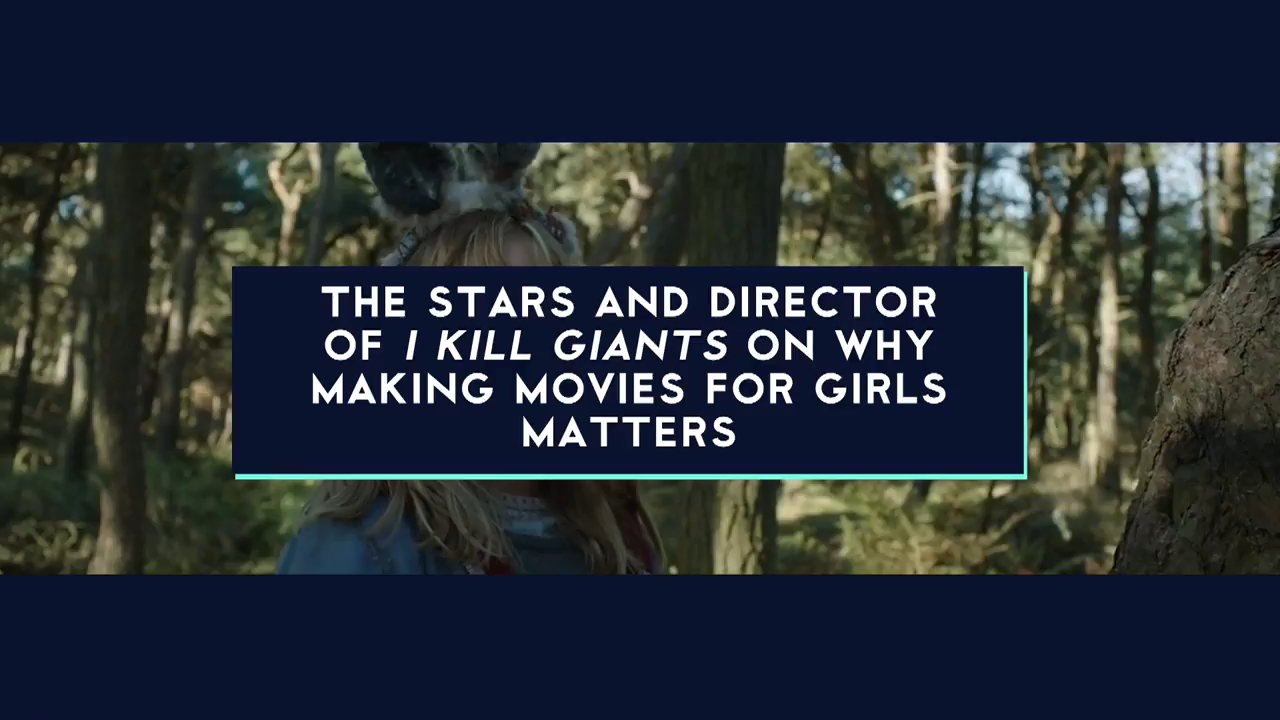 THE STARS AND DIRECTOR
OF I KILL GIANTS ON WHY
MAKING MOVIES FOR GIRLS
MATTERS